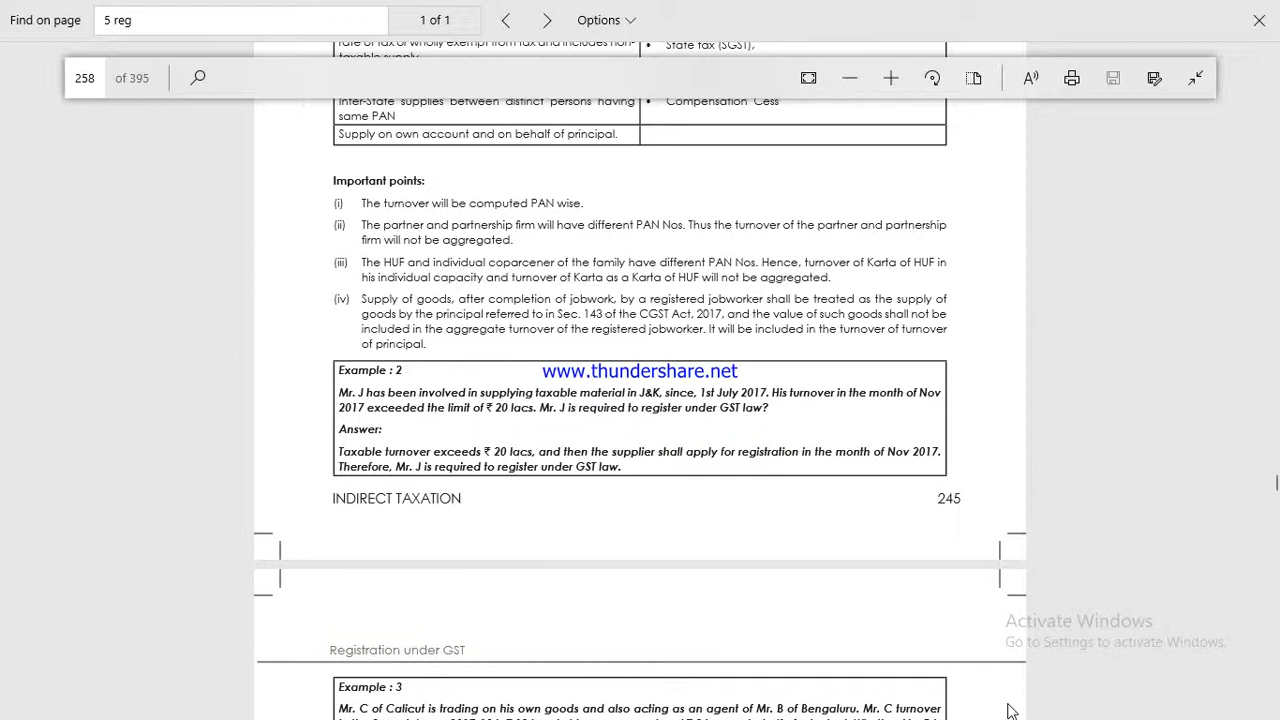 Find on page
5 reg
1 of 1
Options
rate of tax or wholly exempt from tax and includes non-
• State tax (SGST),
taxable supply.
258 of 395
Inter-State supplies between distinct persons having
same PAN
• Compensation Cess
Supply on own account and on behalf of principal.
Important points:
(i) The turnover will be computed PAN wise.
(ii) The partner and partnership firm will have different PAN Nos. Thus the turnover of the partner and partnership
firm will not be aggregated.
(iii) The HUF and individual coparcener of the family have different PAN Nos. Hence, turnover of Karta of HUF in
his individual capacity and turnover of Karta as a Karta of HUF will not be aggregated.
(iv) Supply of goods, after completion of jobwork, by a registered jobworker shall be treated as the supply of
goods by the principal referred to in Sec. 143 of the CGST Act, 2017, and the value of such goods shall not be
included in the aggregate turnover of the registered jobworker. It will be included in the turnover of turnover
of principal.
Example : 2
www.thundershare.net
Mr. J has been involved in supplying taxable material in J&K, since, 1st July 2017. His turnover in the month of Nov
2017 exceeded the limit of ₹ 20 lacs. Mr. J is required to register under GST law?
Answer:
Taxable turnover exceeds ₹ 20 lacs, and then the supplier shall apply for registration in the month of Nov 2017.
Therefore, Mr. J is required to register under GST law.
INDIRECT TAXATION 245
Activate Windows
Go to Settings to activate Windows.
Registration under GST
Example : 3
Mr. C of Calicut is trading on his own goods and also acting as an agent of Mr. B of Bengaluru. Mr. C turnover